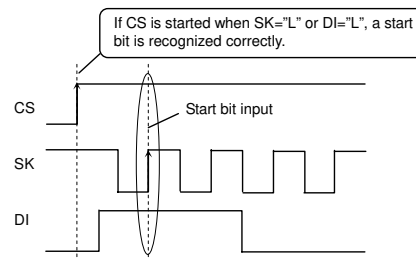 If CS is started when SK="L" or DI="L", a start
bit is recognized correctly.
CS
Start bit input
SK
DI